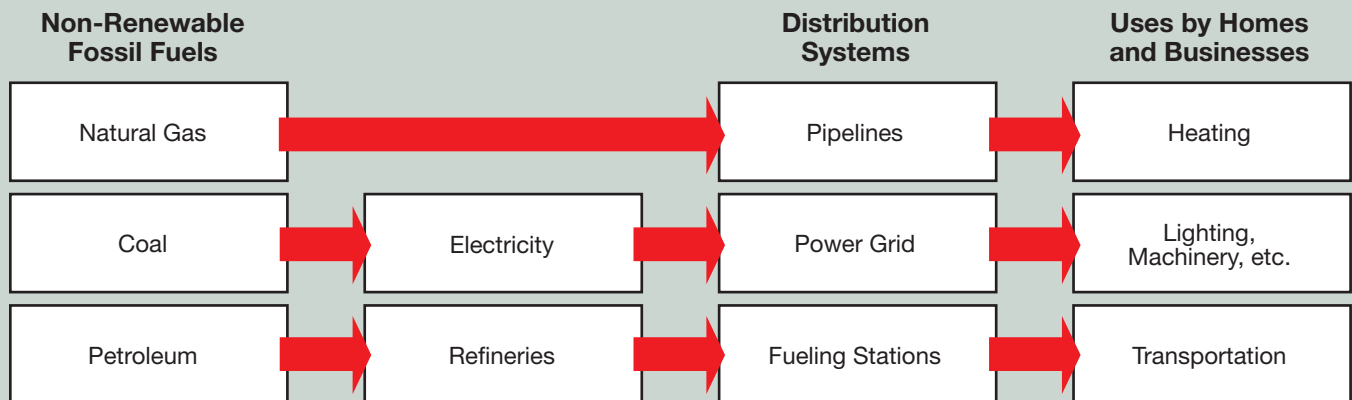 Non-Renewable
Fossil Fuels
Distribution
Systems
Uses by Homes
and Businesses
Natural Gas
Pipelines
Heating
Coal
Electricity
Power Grid
Lighting,
Machinery, etc.
Petroleum
Refineries
Fueling Stations
Transportation